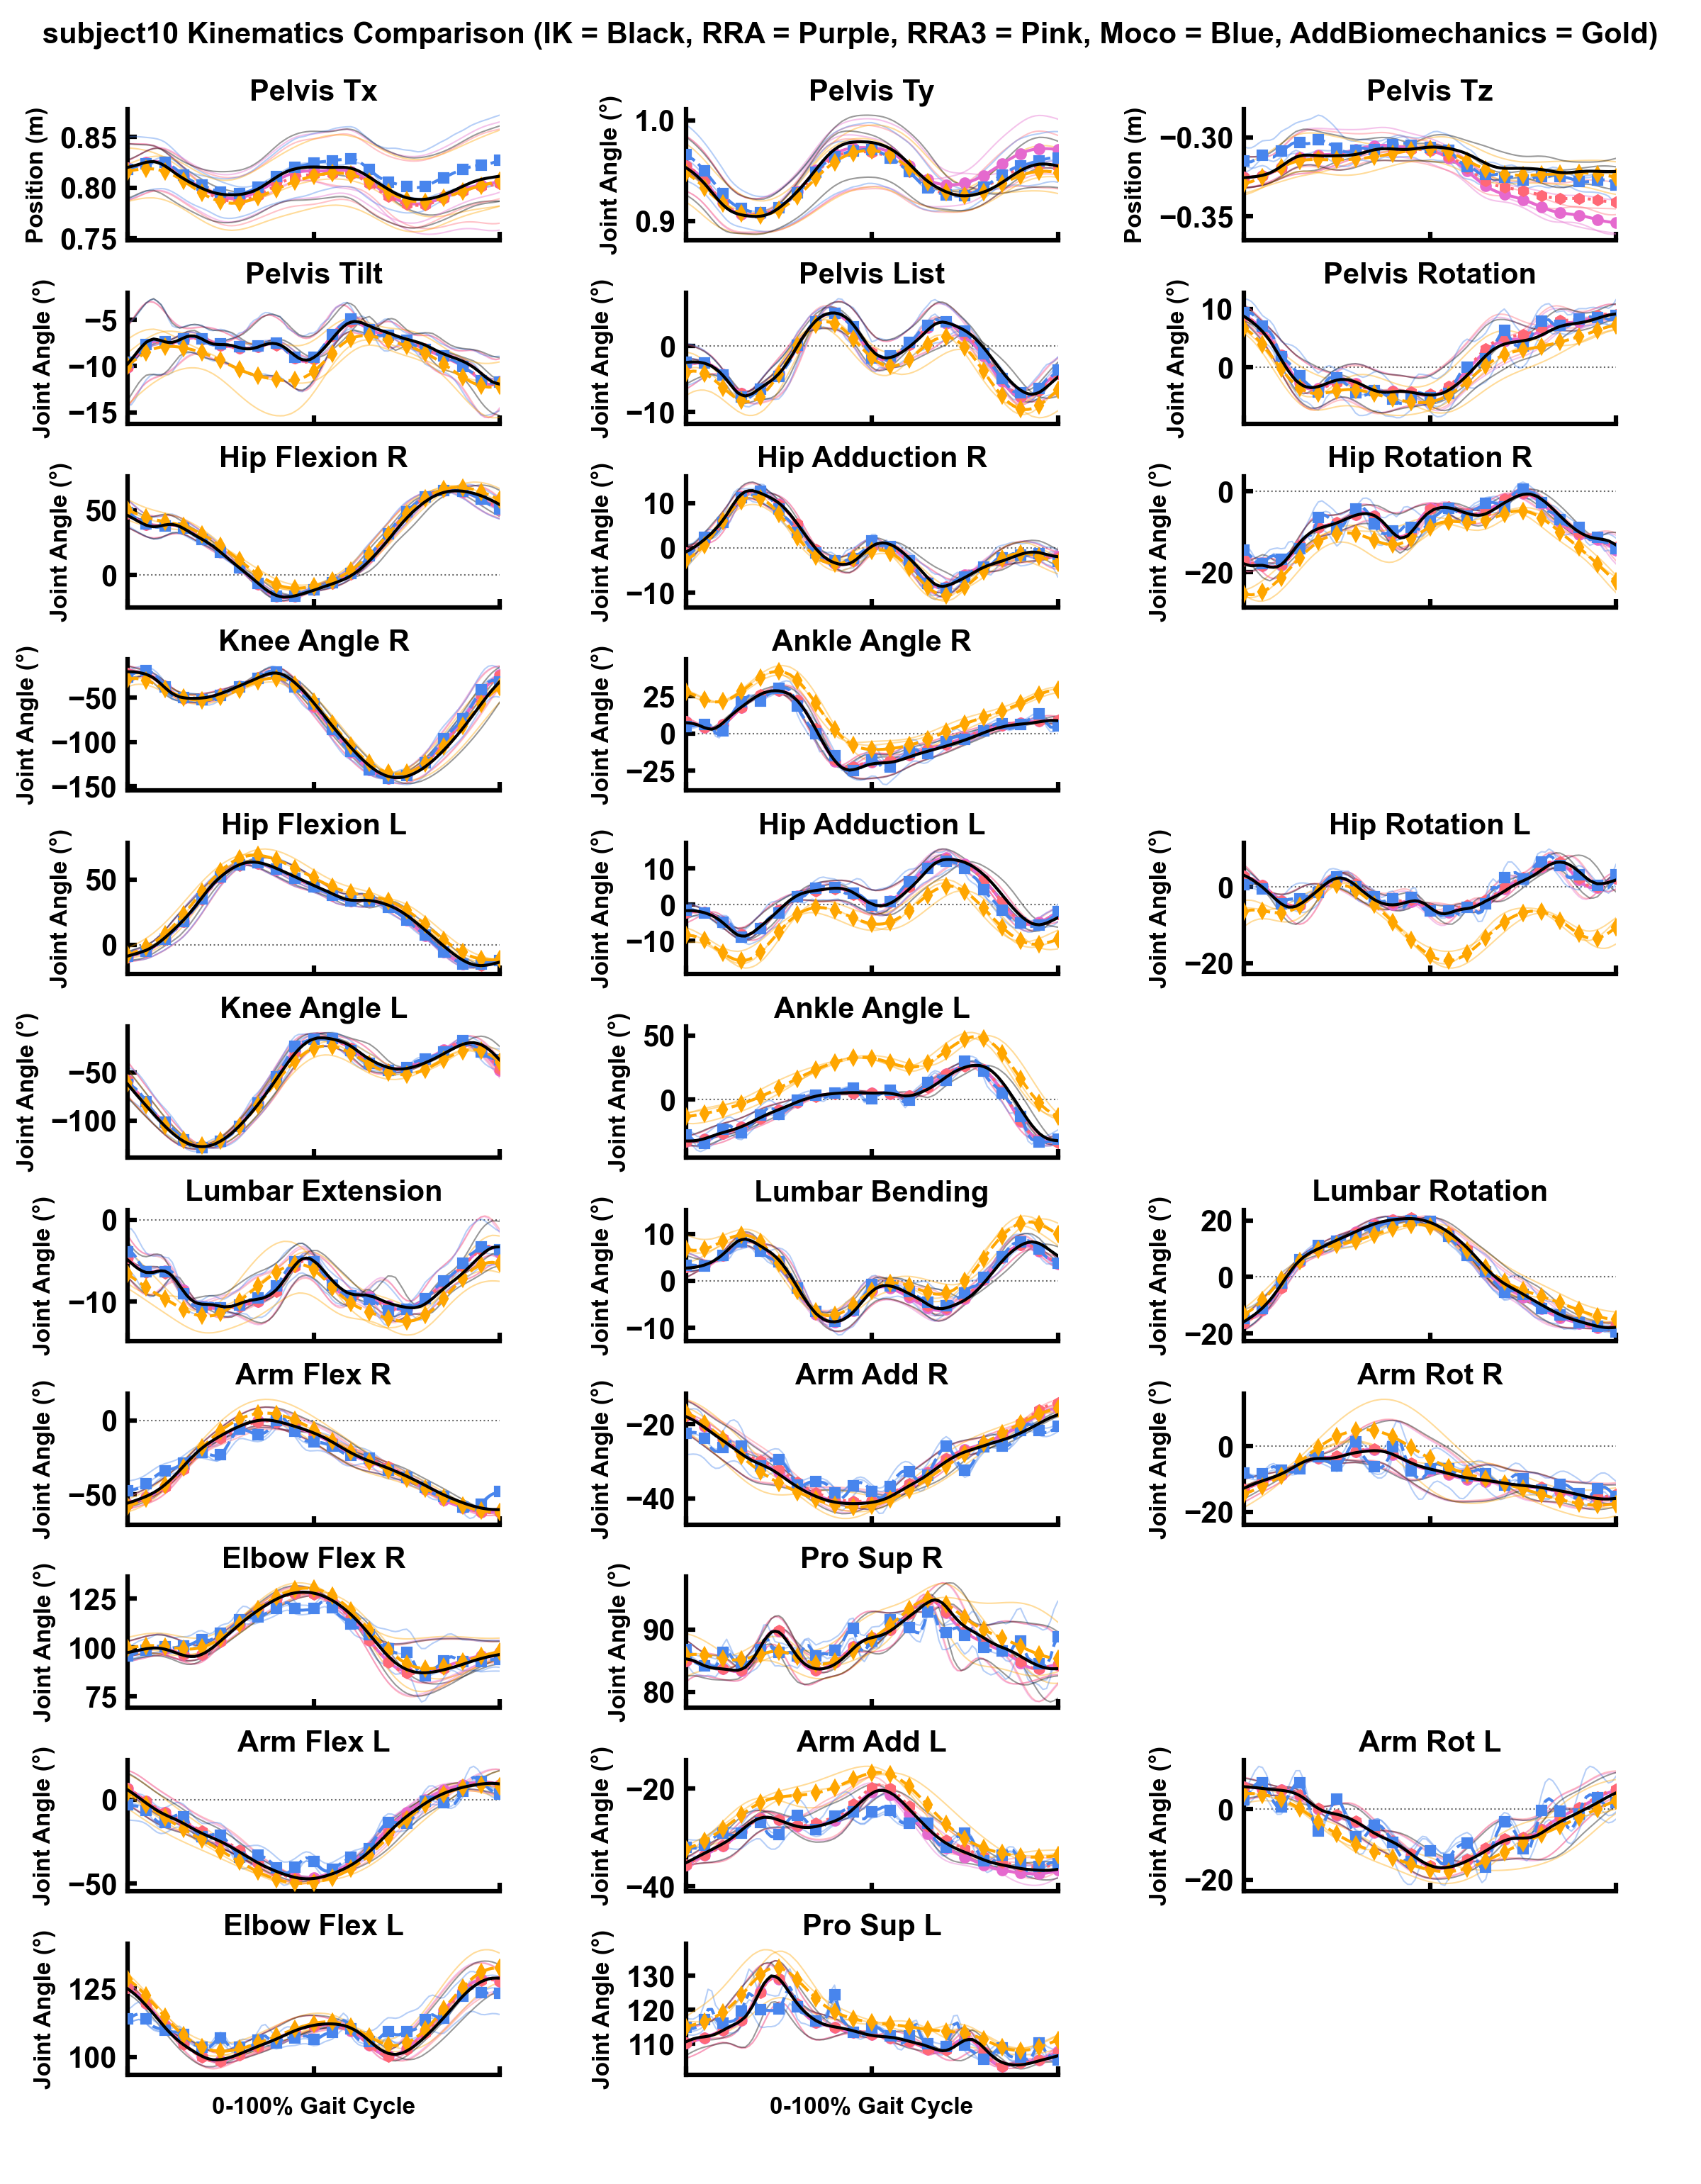 subject10 Kinematics Comparison (IK = Black, RRA = Purple, RRA3 = Pink, Moco = Blue, AddBiomechanics = Gold)
Pelvis Tx
Position (m)
0.85
0.80
0.75
Pelvis Ty
Joint Angle (°)
1.0
0.9
Pelvis Tz
Position (m)
−0.30
−0.35
Pelvis Tilt
Joint Angle (°)
−5
−10
−15
Pelvis List
Joint Angle (°)
0
−10
Pelvis Rotation
Joint Angle (°)
10
0
Hip Flexion R
Joint Angle (°)
50
0
Hip Adduction R
Joint Angle (°)
10
0
−10
Hip Rotation R
Joint Angle (°)
0
−20
Knee Angle R
Joint Angle (°)
−50
−100
−150
Ankle Angle R
Joint Angle (°)
25
0
−25
Hip Flexion L
Joint Angle (°)
50
0
Hip Adduction L
Joint Angle (°)
10
0
−10
Hip Rotation L
Joint Angle (°)
0
−20
Knee Angle L
Joint Angle (°)
−50
−100
Ankle Angle L
Joint Angle (°)
50
0
Lumbar Extension
Joint Angle (°)
0
−10
Lumbar Bending
Joint Angle (°)
10
0
−10
Lumbar Rotation
Joint Angle (°)
20
0
−20
Arm Flex R
Joint Angle (°)
0
−50
Arm Add R
Joint Angle (°)
−20
−40
Arm Rot R
Joint Angle (°)
0
−20
Elbow Flex R
Joint Angle (°)
125
100
75
Pro Sup R
Joint Angle (°)
90
80
Arm Flex L
Joint Angle (°)
0
−50
Arm Add L
Joint Angle (°)
−20
−40
Arm Rot L
Joint Angle (°)
0
−20
Elbow Flex L
Joint Angle (°)
125
100
0-100% Gait Cycle
Pro Sup L
Joint Angle (°)
130
120
110
0-100% Gait Cycle